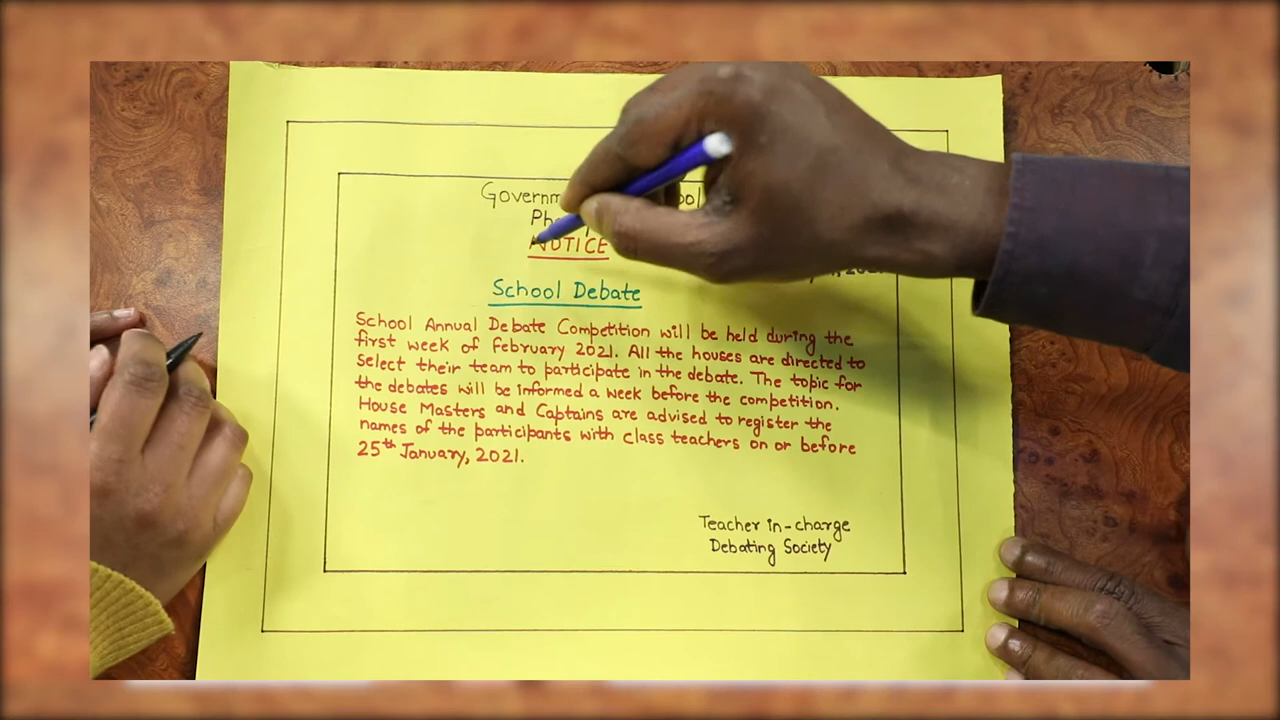 NOTICE
School Debate
School Annual Debate Competition will be held during the
first week of February 2021. All the houses are directed to
select their team to participate in the debate. The topic for
the debates will be informed a week before the competition.
House Masters and Captains are advised to register the
names of the participants with class teachers on or before
25th January, 2021.
Teacher in-charge
Debating Society